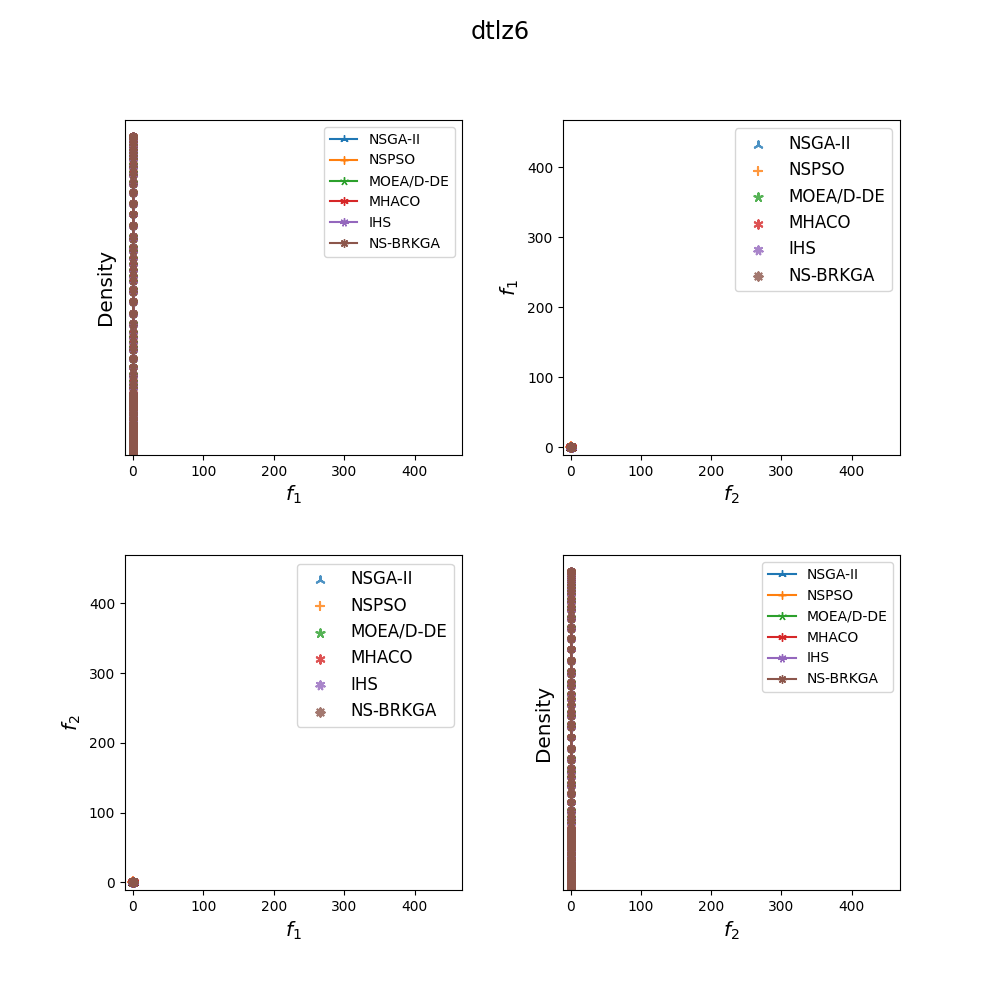 dtlz6
NSGA-II
NSPSO
MOEA/D-DE
MHACO
IHS
NS-BRKGA
Density
0 100 200 300 400
f1
NSGA-II
NSPSO
MOEA/D-DE
MHACO
IHS
NS-BRKGA
400
300
200
100
0
f1
0 100 200 300 400
f2
NSGA-II
NSPSO
MOEA/D-DE
MHACO
IHS
NS-BRKGA
400
300
200
100
0
f2
0 100 200 300 400
f1
NSGA-II
NSPSO
MOEA/D-DE
MHACO
IHS
NS-BRKGA
Density
0 100 200 300 400
f2